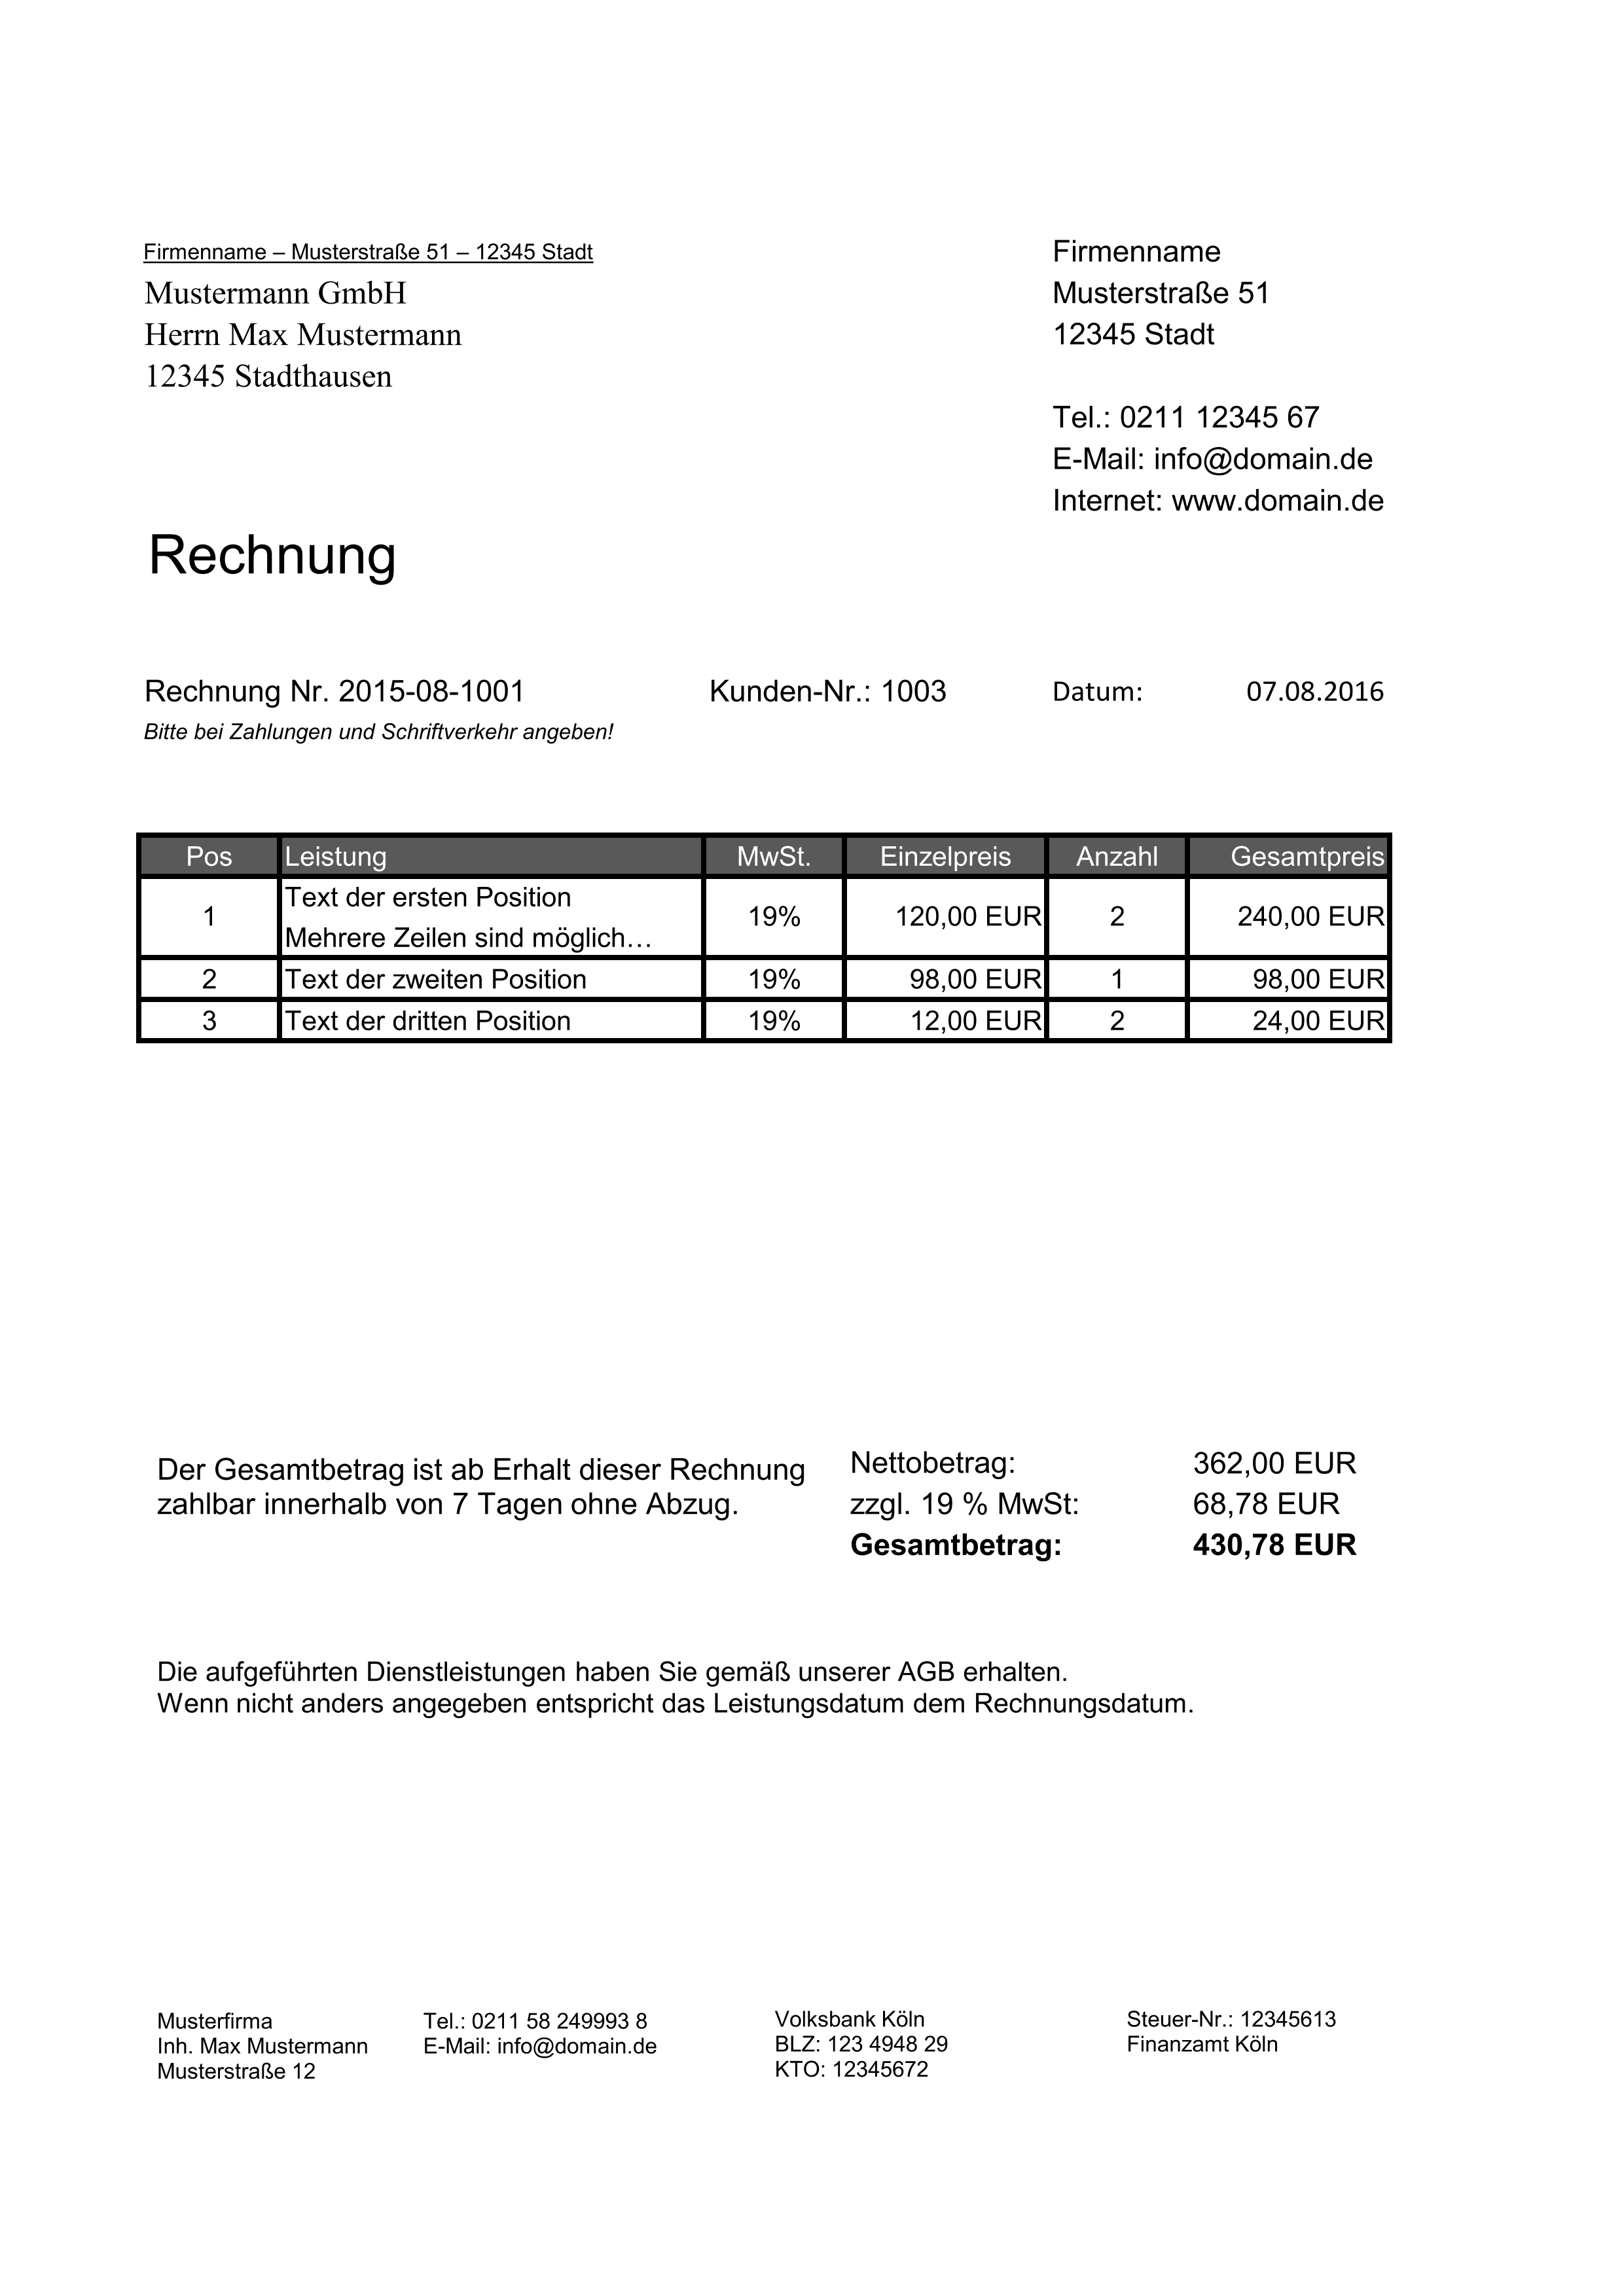 Firmenname – Musterstraße 51 – 12345 Stadt
Mustermann GmbH
Herrn Max Mustermann
12345 Stadthausen
Firmenname
Musterstraße 51
12345 Stadt
Tel.: 0211 12345 67
E-Mail: info@domain.de
Internet: www.domain.de
Rechnung
Rechnung Nr. 2015-08-1001 Kunden-Nr.: 1003 Datum: 07.08.2016
Bitte bei Zahlungen und Schriftverkehr angeben!
Pos Leistung MwSt. Einzelpreis Anzahl Gesamtpreis
1 Text der ersten Position 19% 120,00 EUR 2 240,00 EUR
Mehrere Zeilen sind möglich…
2 Text der zweiten Position 19% 98,00 EUR 1 98,00 EUR
3 Text der dritten Position 19% 12,00 EUR 2 24,00 EUR
Der Gesamtbetrag ist ab Erhalt dieser Rechnung
zahlbar innerhalb von 7 Tagen ohne Abzug.
Nettobetrag: 362,00 EUR
zzgl. 19 % MwSt: 68,78 EUR
Gesamtbetrag: 430,78 EUR
Die aufgeführten Dienstleistungen haben Sie gemäß unserer AGB erhalten.
Wenn nicht anders angegeben entspricht das Leistungsdatum dem Rechnungsdatum.
Musterfirma
Inh. Max Mustermann
Musterstraße 12
Tel.: 0211 58 249993 8
E-Mail: info@domain.de
Volksbank Köln
BLZ: 123 4948 29
KTO: 12345672
Steuer-Nr.: 12345613
Finanzamt Köln